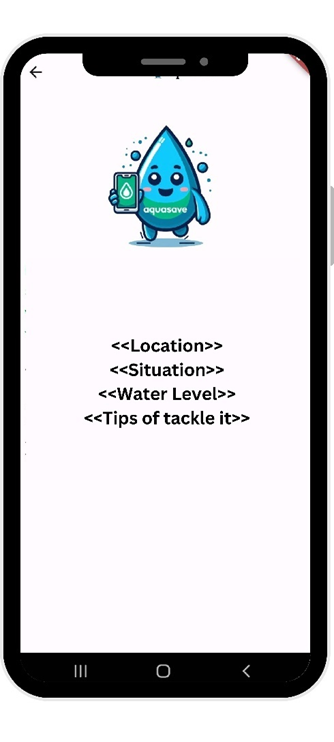 aquasave
<<Location>>
<<Situation>>
<<Water Level>>
<<Tips of tackle it>>